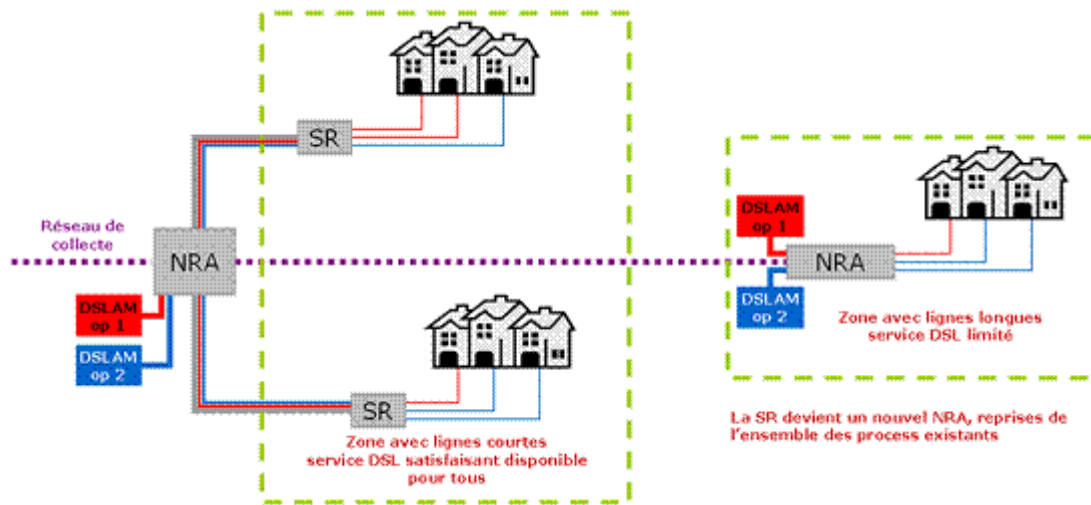 SR
Réseau de
collecte
NRA
DSLAM
op 1
DSLAM
op 2
SR
Zone avec lignes courtes
service DSL satisfaisant disponible
pour tous
DSLAM
op 1
NRA
DSLAM
op 2
Zone avec lignes longues
service DSL limité
La SR devient un nouvel NRA, reprises de
l'ensemble des process existants